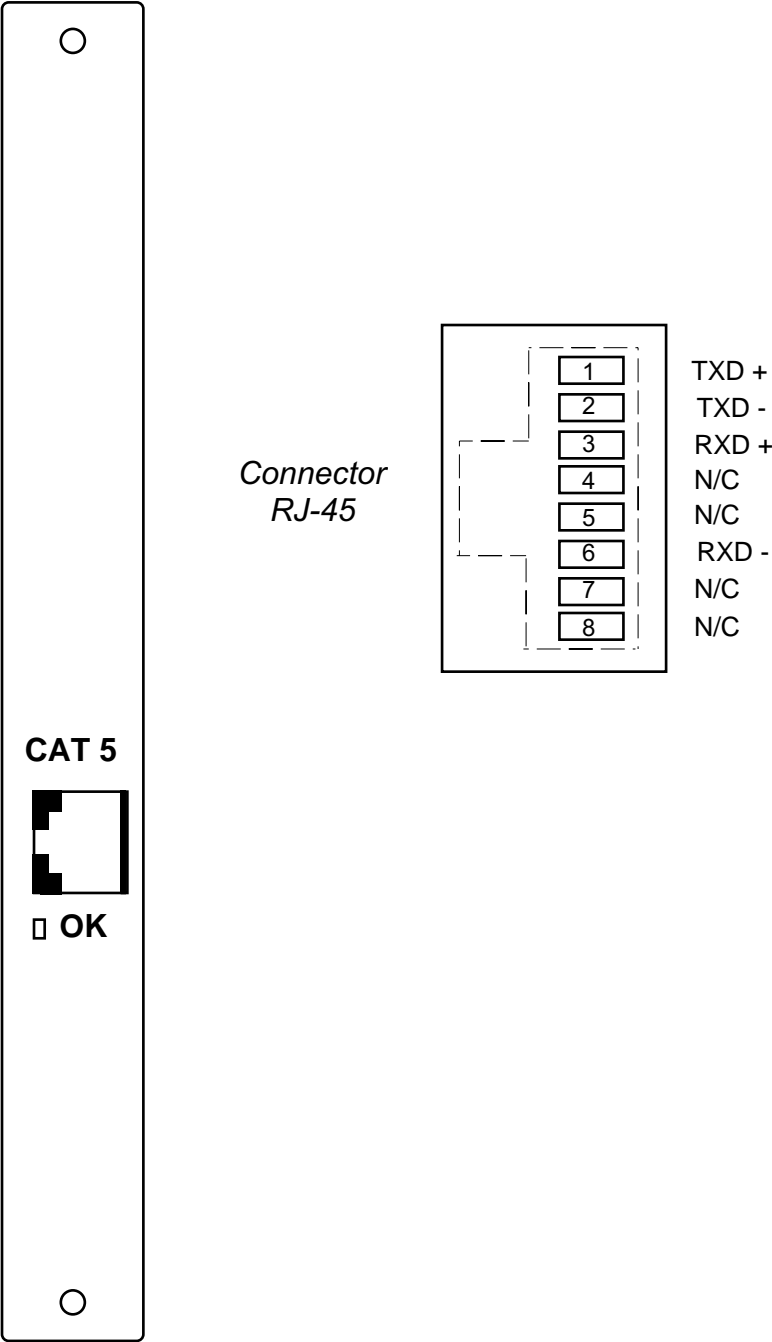 Connector
RJ-45
1 TXD +
2 TXD -
3 RXD +
4 N/C
5 N/C
6 RXD -
7 N/C
8 N/C
CAT 5
OK